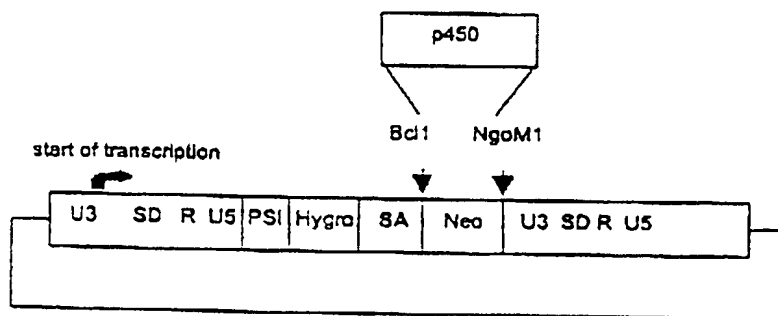 p450
Bcl1 NgoM1
start of transcription
U3 SD R U5 PSI Hygro SA Neo U3 SD R U5